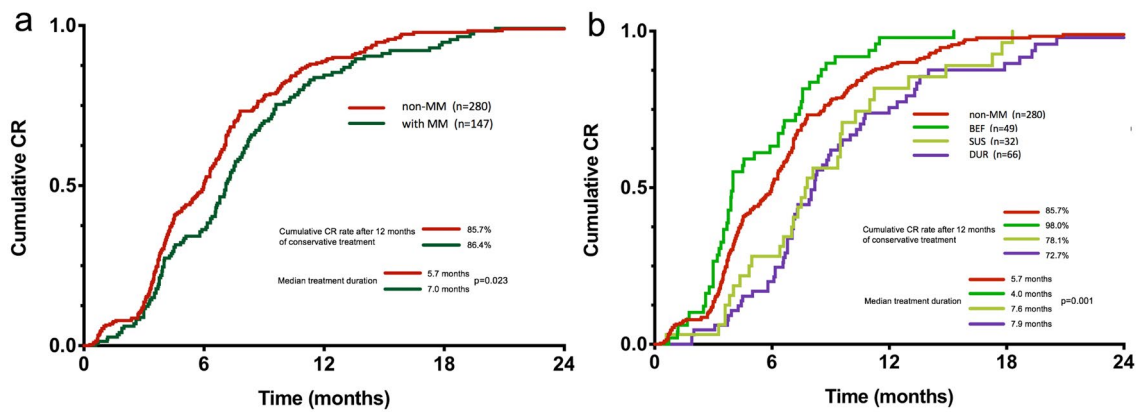 a
1.0
0.5
0.0
Cumulative CR
0
6
12
18
24
Time (months)
non-MM (n=280)
with MM (n=147)
Cumulative CR rate after 12 months
of conservative treatment
85.7%
86.4%
Median treatment duration
5.7 months
7.0 months
p=0.023
b
1.0
0.5
0.0
Cumulative CR
0
6
12
18
24
Time (months)
non-MM (n=280)
BEF (n=49)
SUS (n=32)
DUR (n=66)
Cumulative CR rate after 12 months
of conservative treatment
85.7%
98.0%
78.1%
72.7%
Median treatment duration
5.7 months
4.0 months
7.6 months
7.9 months
p=0.001